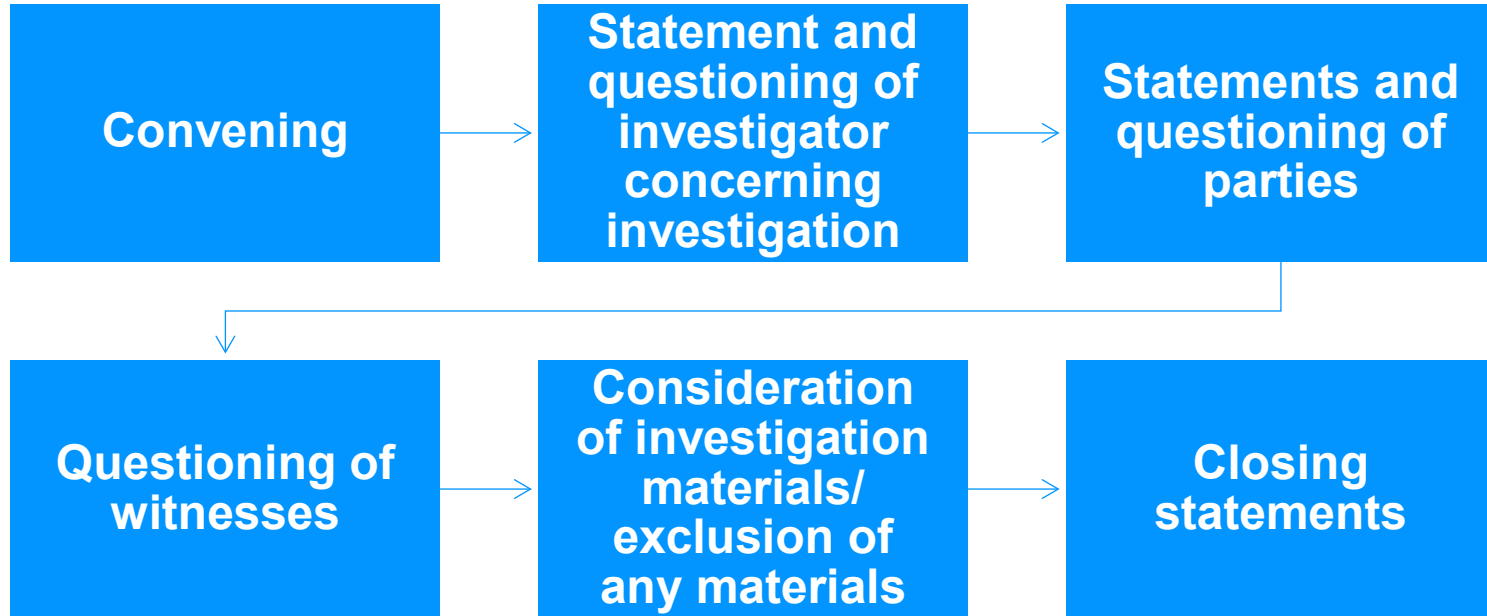 Convening
Statement and
questioning of
investigator
concerning
investigation
Statements and
questioning of
parties
Questioning of
witnesses
Consideration
of investigation
materials/
exclusion of
any materials
Closing
statements